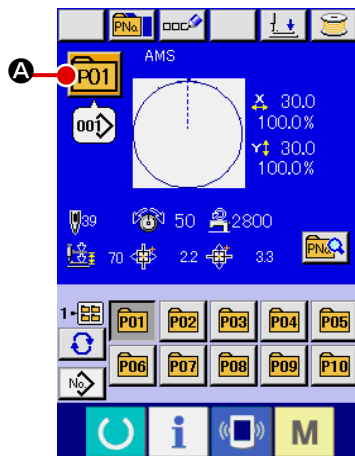 PNo.
A
P01
AMS
001
X 30.0
100.0%
Y 30.0
100.0%
39 50 2800
70 2.2 3.3
PNo.
1- P01 P02 P03 P04 P05
P06 P07 P08 P09 P10
No.
i M